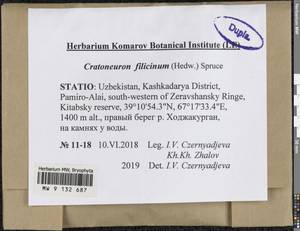 Dupla
Herbarium Komarov Botanical Institute (LE)
Cratoneuron filicinum (Hedw.) Spruce
STATIO: Uzbekistan, Kashkadarya District,
Pamiro-Alai, south-western of Zeravshansky Ringe,
Kitabsky reserve, 39°10'54.3"N, 67°17'33.4"E,
1400 m alt., правый берег р. Ходжакурган,
на камнях у воды.
№ 11-18 10.VI.2018 Leg. I.V. Czernyadjeva
Kh.Kh. Zhalov
2019 Det. I.V. Czernyadjeva
Herbarium MW, Bryophyta
MW 9 132 687